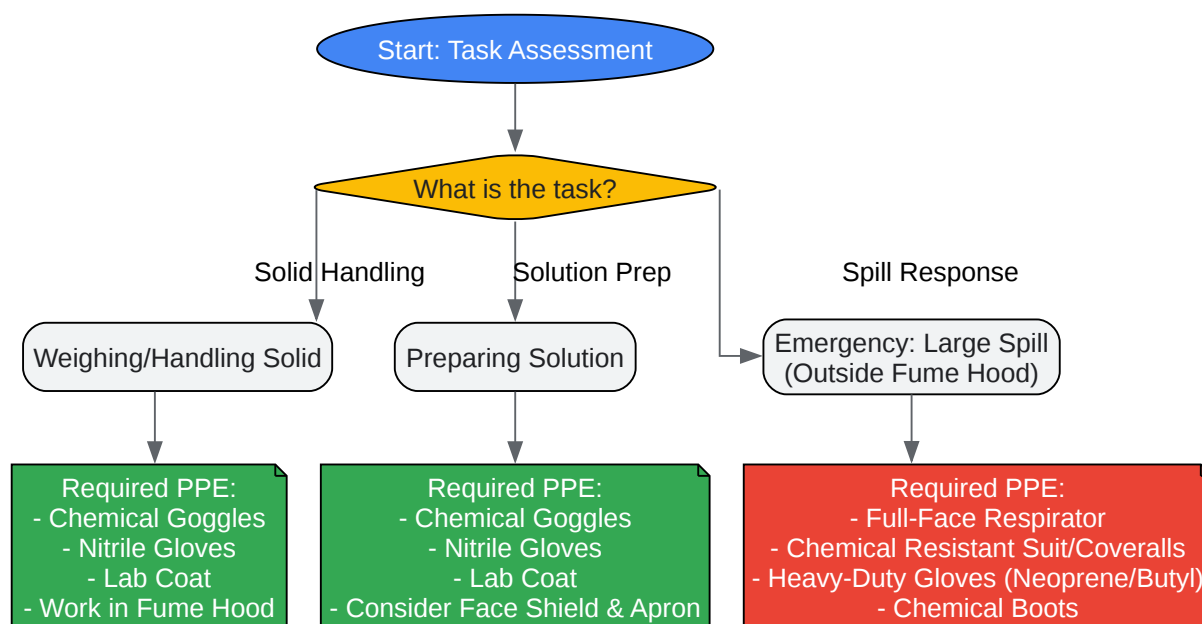 Start: Task Assessment
What is the task?
Solid Handling
Solution Prep
Spill Response
Weighing/Handling Solid
Preparing Solution
Emergency: Large Spill
(Outside Fume Hood)
Required PPE:
- Chemical Goggles
- Nitrile Gloves
- Lab Coat
- Work in Fume Hood
Required PPE:
- Chemical Goggles
- Nitrile Gloves
- Lab Coat
- Consider Face Shield & Apron
Required PPE:
- Full-Face Respirator
- Chemical Resistant Suit/Coveralls
- Heavy-Duty Gloves (Neoprene/Butyl)
- Chemical Boots